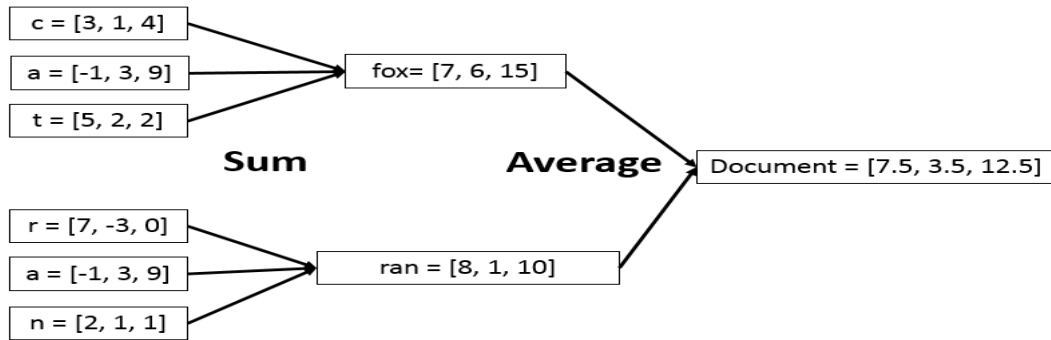 c = [3, 1, 4]
a = [-1, 3, 9]
t = [5, 2, 2]
fox= [7, 6, 15]
Sum
Average
Document = [7.5, 3.5, 12.5]
r = [7, -3, 0]
a = [-1, 3, 9]
n = [2, 1, 1]
ran = [8, 1, 10]